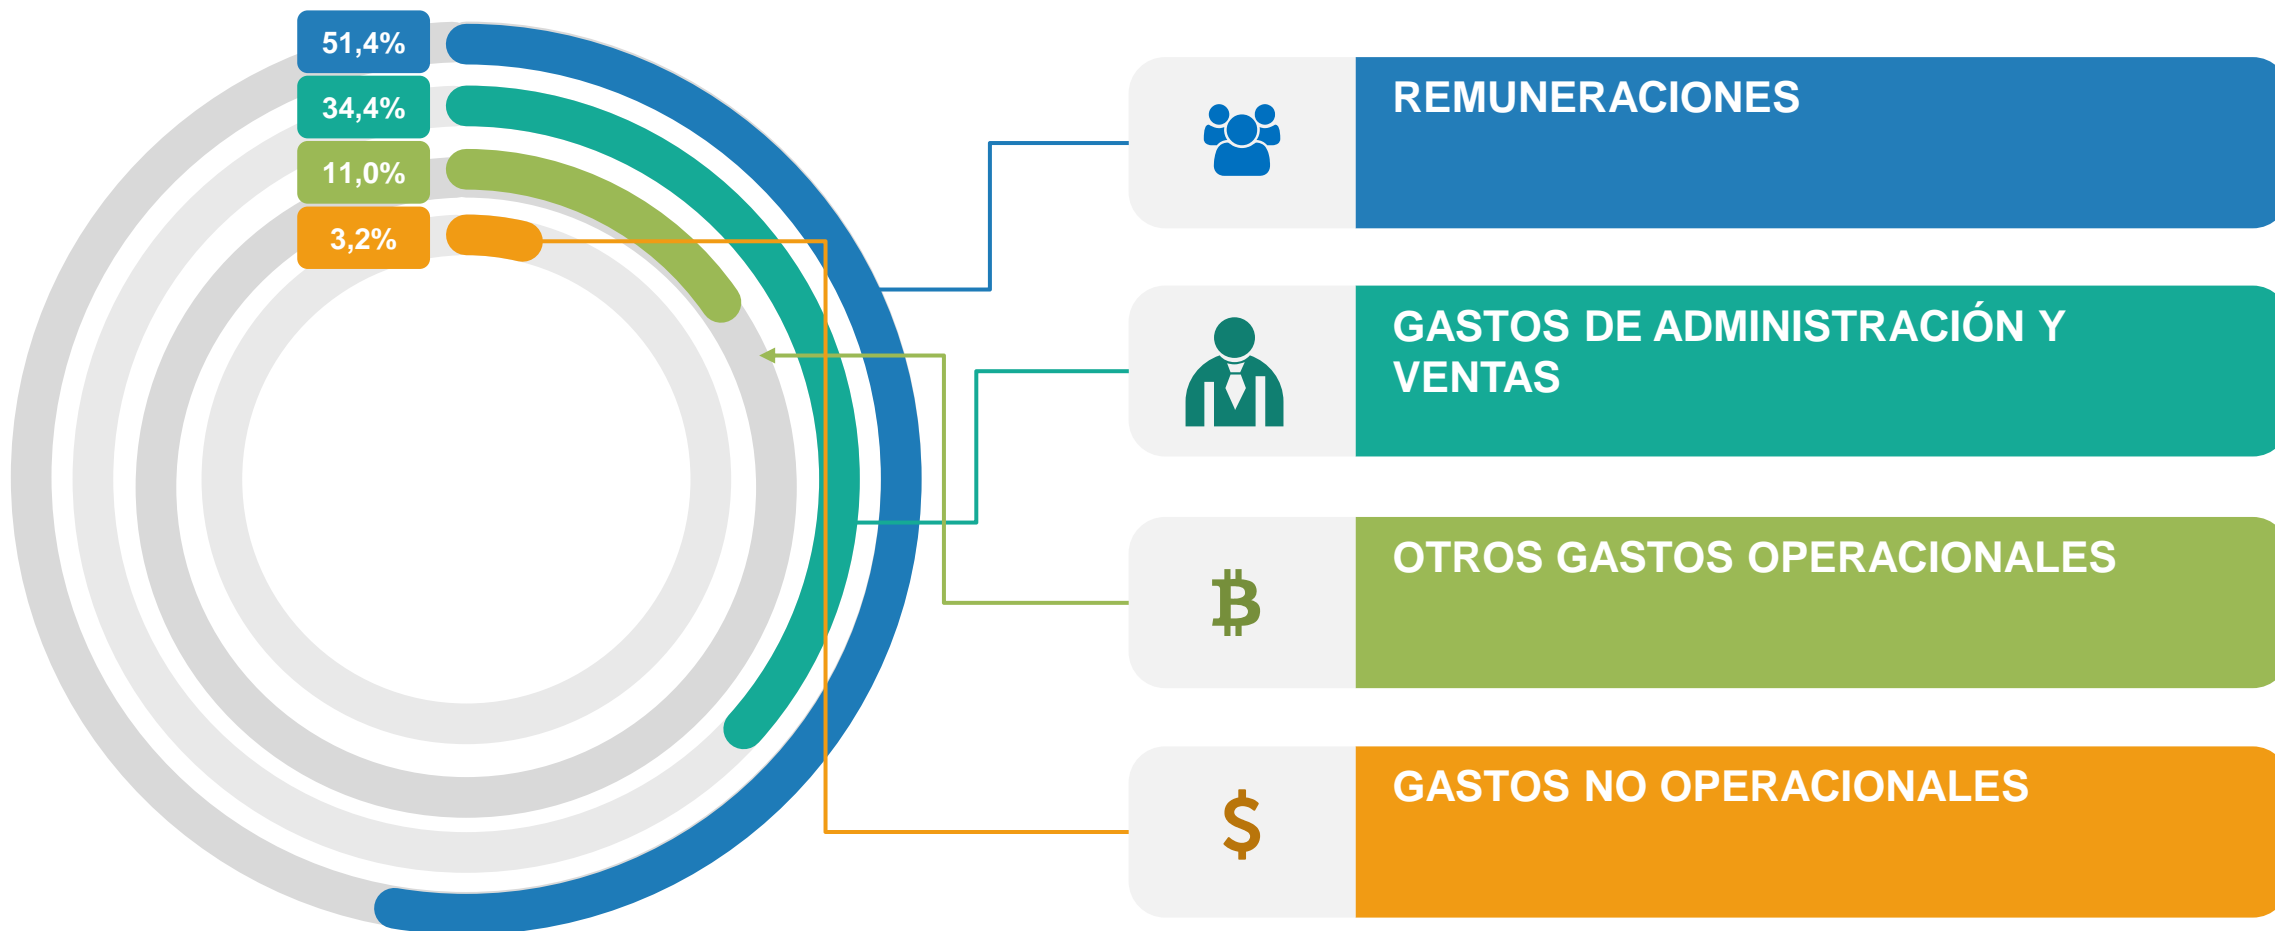 51,4%
34,4%
11,0%
3,2%
REMUNERACIONES
GASTOS DE ADMINISTRACIÓN Y
VENTAS
OTROS GASTOS OPERACIONALES
GASTOS NO OPERACIONALES